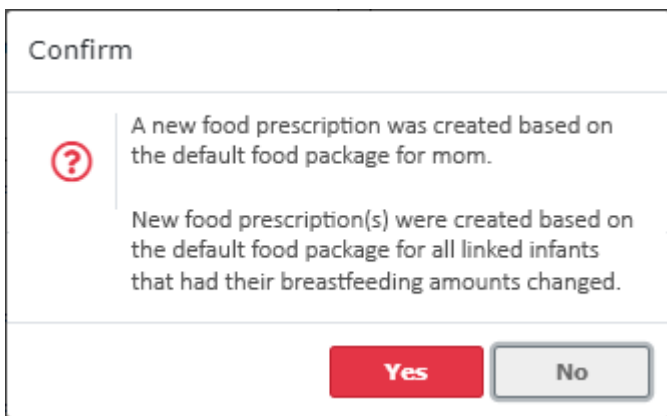 Confirm
A new food prescription was created based on
the default food package for mom.
New food prescription(s) were created based on
the default food package for all linked infants
that had their breastfeeding amounts changed.
Yes
No